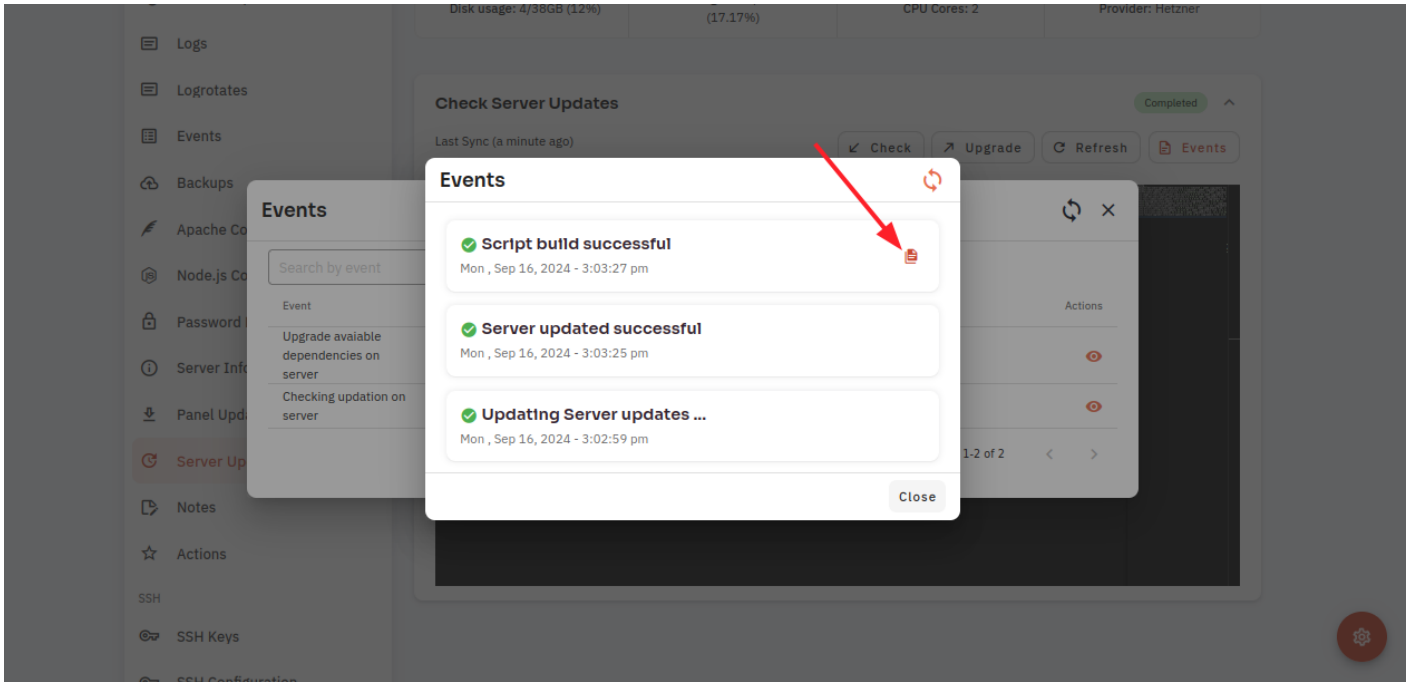 Disk usage: 4/38GB (12%)
(17.17%)
CPU Cores: 2
Provider: Hetzner
Logs
Logrotates
Events
Backups
Apache Co
Node.js Co
Password
Server Info
Panel Upd
Server Up
Notes
Actions
SSH
SSH Keys
SSH Configuration
Check Server Updates
Completed
Last Sync (a minute ago)
Check
Upgrade
Refresh
Events
Events
Search by event
Event
Actions
Upgrade avaiable
dependencies on
server
Checking updation on
server
1-2 of 2
Events
Script build successful
Mon , Sep 16, 2024 - 3:03:27 pm
Server updated successful
Mon , Sep 16, 2024 - 3:03:25 pm
Updating Server updates ...
Mon , Sep 16, 2024 - 3:02:59 pm
Close